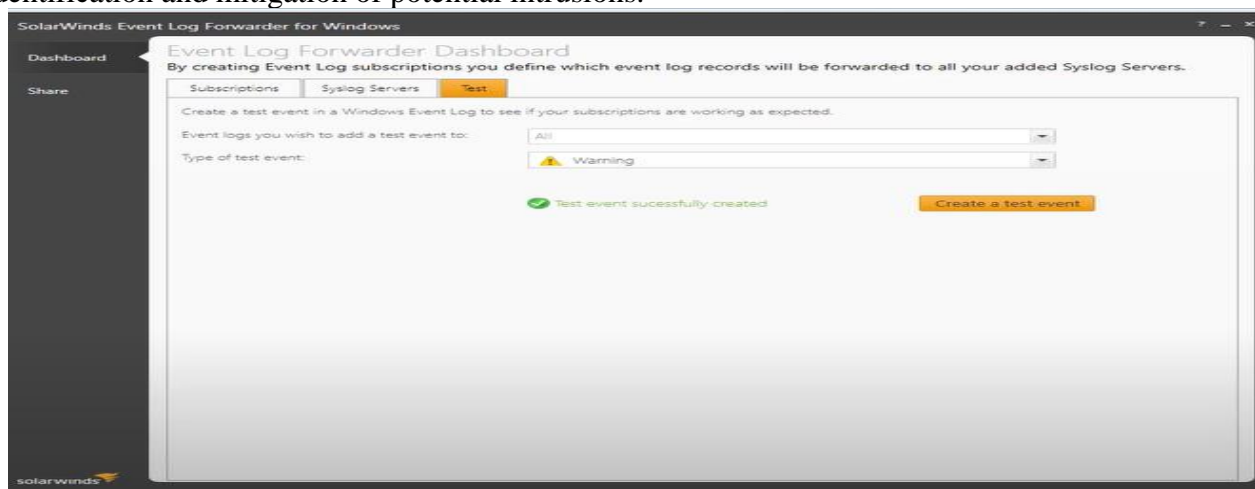 identification and mitigation of potential intrusions.
SolarWinds Event Log Forwarder for Windows
? – ×
Dashboard
Event Log Forwarder Dashboard
By creating Event Log subscriptions you define which event log records will be forwarded to all your added Syslog Servers.
Share
Subscriptions Syslog Servers Test
Create a test event in a Windows Event Log to see if your subscriptions are working as expected.
Event logs you wish to add a test event to: All
Type of test event: Warning
Test event sucessfully created Create a test event
solarwinds